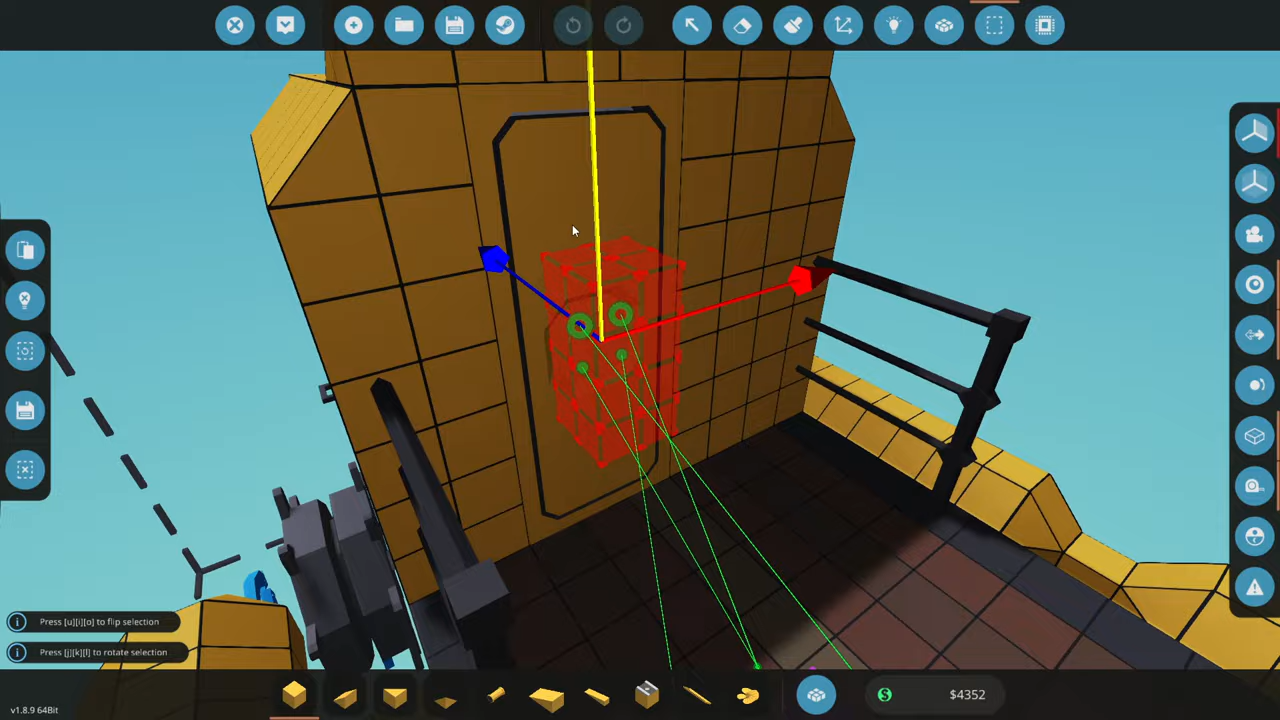 Press [u][i][o] to flip selection
Press [j][k][l] to rotate selection
v1.8.9 64Bit
$4352